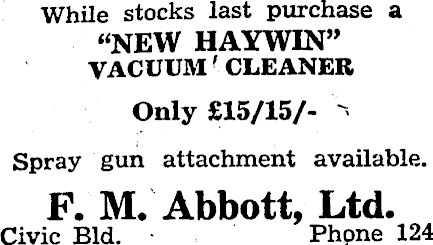 While stocks last purchase a
"NEW HAYWIN"
VACUUM CLEANER
Only £15/15/-
Spray gun attachment available.
F. M. Abbott, Ltd.
Civic Bld. Phone 124